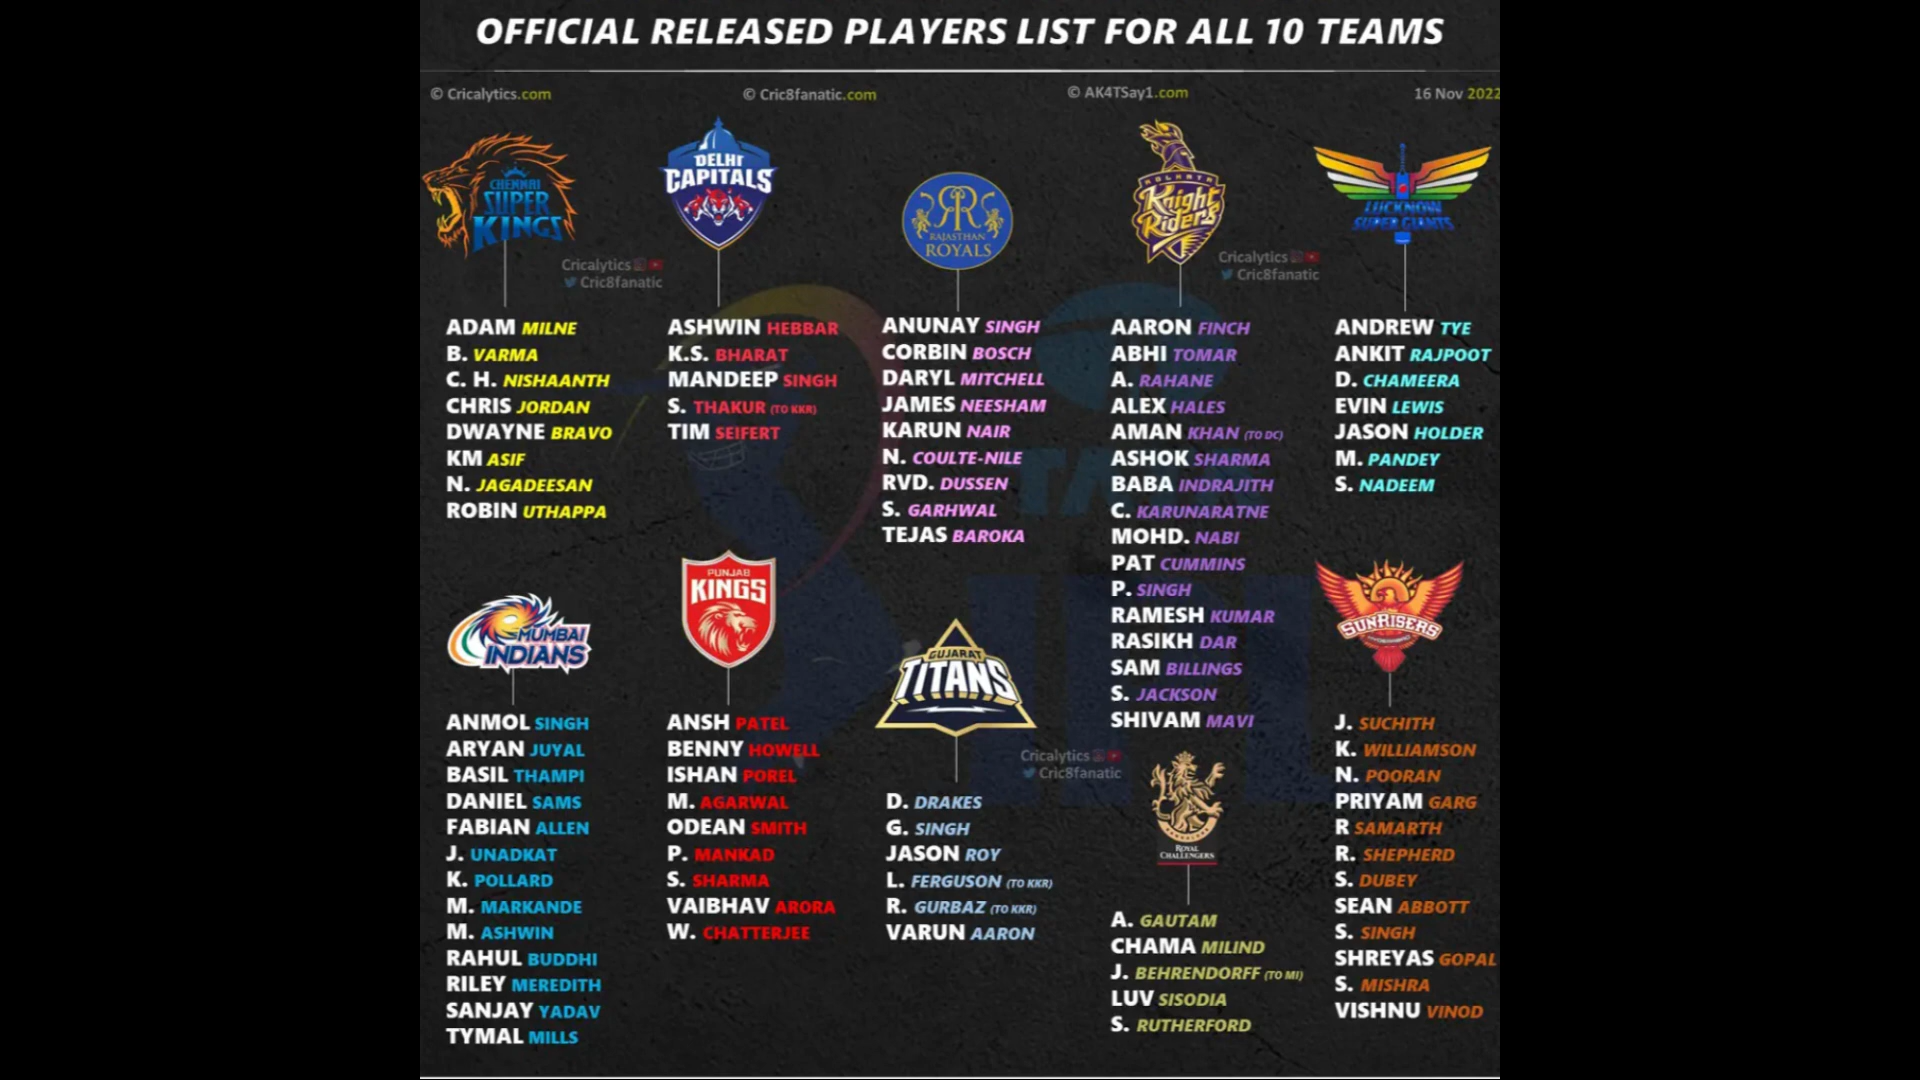 OFFICIAL RELEASED PLAYERS LIST FOR ALL 10 TEAMS
© Cricalytics.com
© Cric8fanatic.com
© AK4TSay1.com
16 Nov 2022
CHENNAI
SUPER
KINGS
Cricalytics
Cric8fanatic
ADAM MILNE
B. VARMA
C. H. NISHAANTH
CHRIS JORDAN
DWAYNE BRAVO
KM ASIF
N. JAGADEESAN
ROBIN UTHAPPA
DELHI
CAPITALS
ASHWIN HEBBAR
K.S. BHARAT
MANDEEP SINGH
S. THAKUR (TO KKR)
TIM SEIFERT
RAJASTHAN
ROYALS
ANUNAY SINGH
CORBIN BOSCH
DARYL MITCHELL
JAMES NEESHAM
KARUN NAIR
N. COULTE-NILE
RVD. DUSSEN
S. GARHWAL
TEJAS BAROKA
KOLKATA
Knight
Riders
Cricalytics
Cric8fanatic
AARON FINCH
ABHI TOMAR
A. RAHANE
ALEX HALES
AMAN KHAN (TO DC)
ASHOK SHARMA
BABA INDRAJITH
C. KARUNARATNE
MOHD. NABI
PAT CUMMINS
P. SINGH
RAMESH KUMAR
RASIKH DAR
SAM BILLINGS
S. JACKSON
SHIVAM MAVI
LUCKNOW
SUPER GIANTS
ANDREW TYE
ANKIT RAJPOOT
D. CHAMEERA
EVIN LEWIS
JASON HOLDER
M. PANDEY
S. NADEEM
TATA
IPL
MUMBAI
INDIANS
ANMOL SINGH
ARYAN JUYAL
BASIL THAMPI
DANIEL SAMS
FABIAN ALLEN
J. UNADKAT
K. POLLARD
M. MARKANDE
M. ASHWIN
RAHUL BUDDHI
RILEY MEREDITH
SANJAY YADAV
TYMAL MILLS
PUNJAB
KINGS
ANSH PATEL
BENNY HOWELL
ISHAN POREL
M. AGARWAL
ODEAN SMITH
P. MANKAD
S. SHARMA
VAIBHAV ARORA
W. CHATTERJEE
GUJARAT
TITANS
Cricalytics
Cric8fanatic
D. DRAKES
G. SINGH
JASON ROY
L. FERGUSON (TO KKR)
R. GURBAZ (TO KKR)
VARUN AARON
ROYAL
CHALLENGERS
A. GAUTAM
CHAMA MILIND
J. BEHRENDORFF (TO MI)
LUV SISODIA
S. RUTHERFORD
SUNRISERS
J. SUCHITH
K. WILLIAMSON
N. POORAN
PRIYAM GARG
R SAMARTH
R. SHEPHERD
S. DUBEY
SEAN ABBOTT
S. SINGH
SHREYAS GOPAL
S. MISHRA
VISHNU VINOD